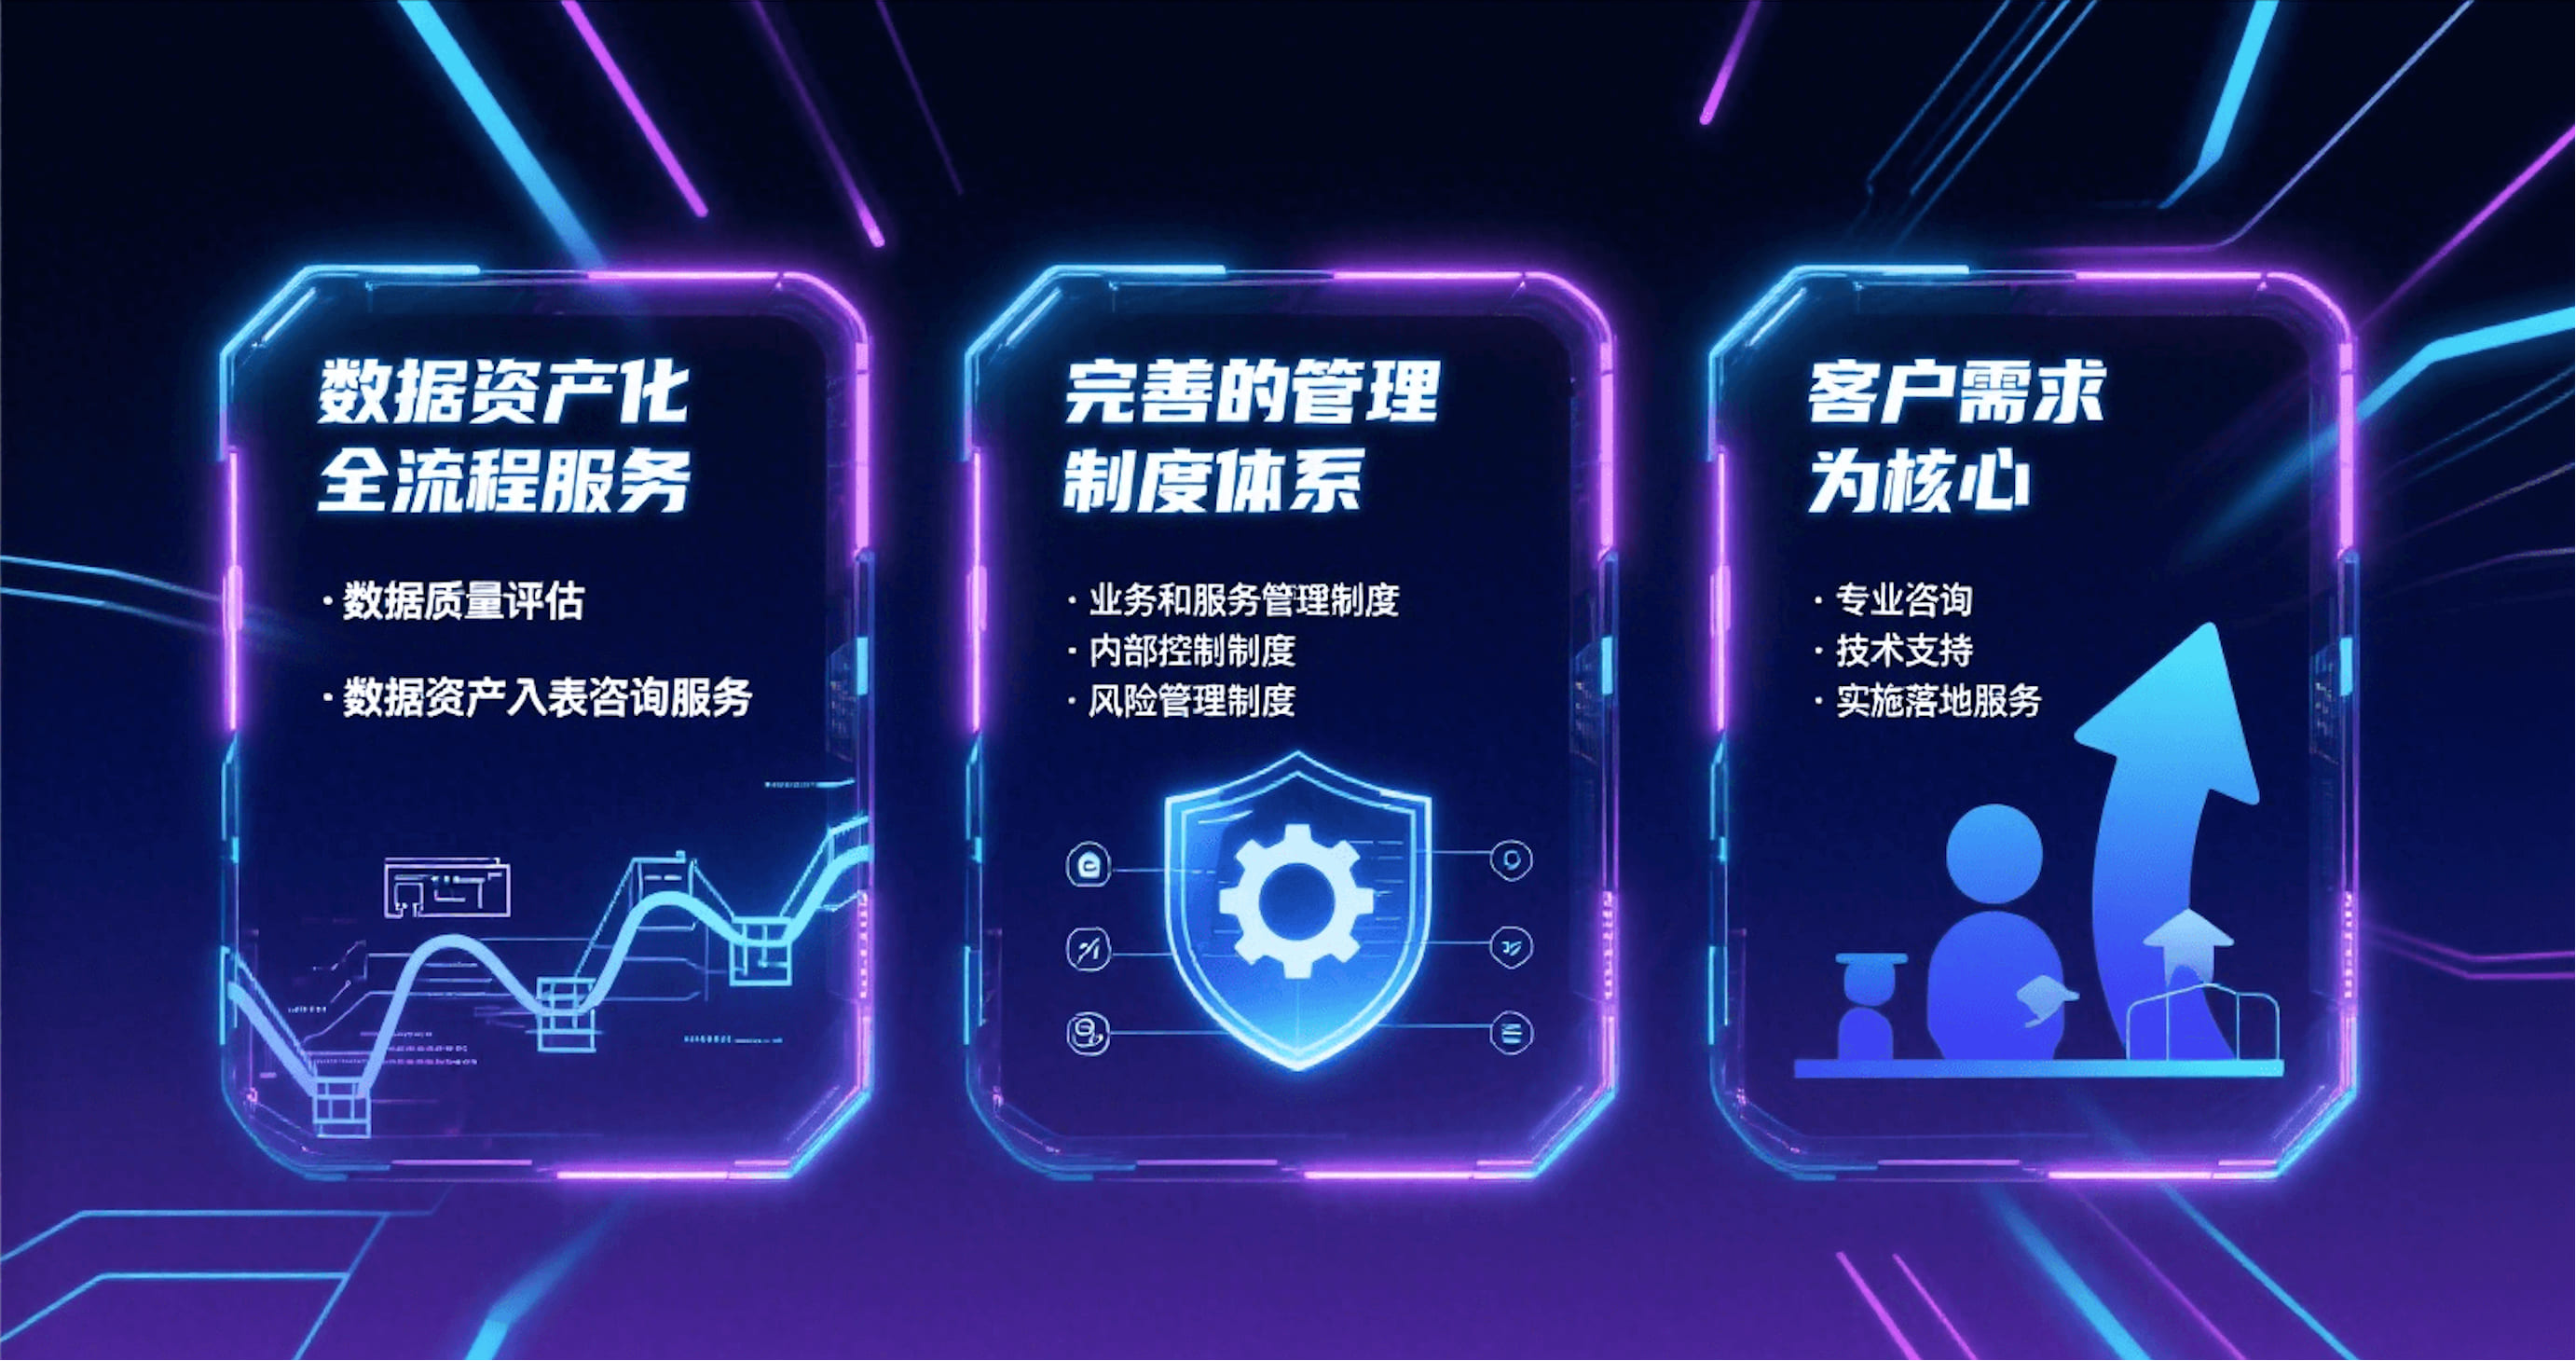 数据资产化
全流程服务
· 数据质量评估
· 数据资产入表咨询服务
完善的管理
制度体系
· 业务和服务管理制度
· 内部控制制度
· 风险管理制度
客户需求
为核心
· 专业咨询
· 技术支持
· 实施落地服务